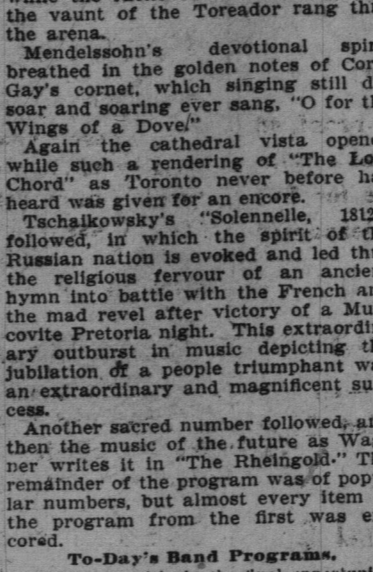 the vaunt of the Toreador rang th
the arena.
Mendelssohn's devotional spir
breathed in the golden notes of Cor
Gay's cornet, which singing still d
soar and soaring ever sang, "O for t
Wings of a Dove!"
Again the cathedral vista open
while such a rendering of "The Lo
Chord" as Toronto never before h
heard was given for an encore.
Tschaikowsky's "Solennelle, 1812
followed, in which the spirit of t
Russian nation is evoked and led th
the religious fervour of an ancie
hymn into battle with the French a
the mad revel after victory of a Mu
covite Pretoria night. This extraordi
ary outburst in music depicting t
jubilation of a people triumphant w
an extraordinary and magnificent su
cess.
Another sacred number followed, a
then the music of the future as Wa
ner writes it in "The Rheingold." T
remainder of the program was of pop
lar numbers, but almost every item
the program from the first was e
cored.
To-Day's Band Programs.